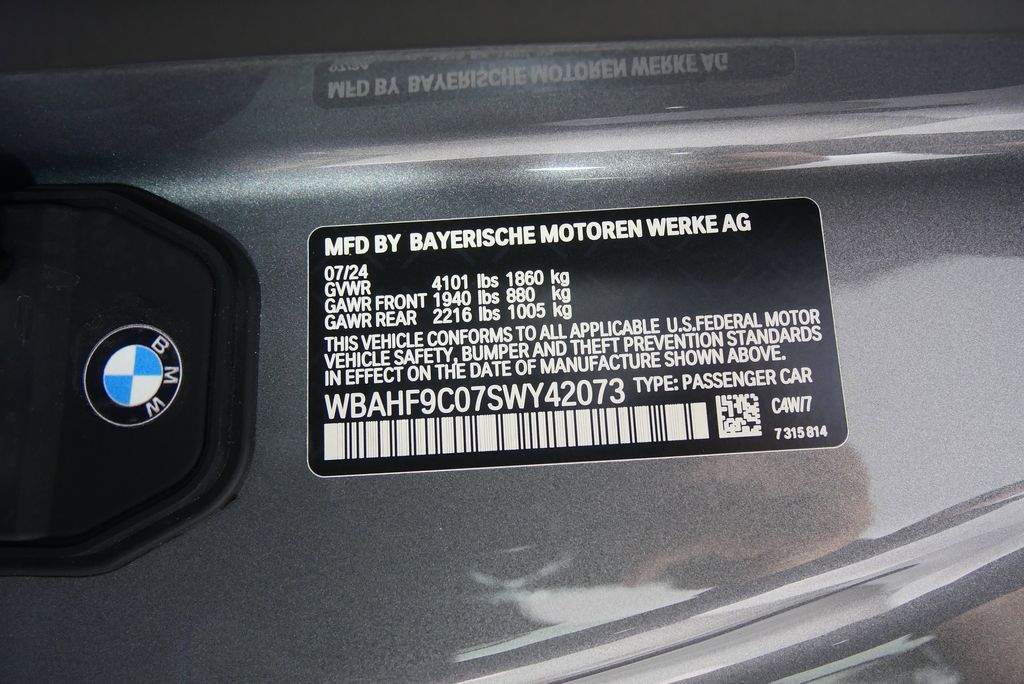 MFD BY BAYERISCHE MOTOREN WERKE AG
MFD BY BAYERISCHE MOTOREN WERKE AG
07/24
GVWR 4101 lbs 1860 kg
GAWR FRONT 1940 lbs 880 kg
GAWR REAR 2216 lbs 1005 kg
THIS VEHICLE CONFORMS TO ALL APPLICABLE U.S.FEDERAL MOTOR
VEHICLE SAFETY, BUMPER AND THEFT PREVENTION STANDARDS
IN EFFECT ON THE DATE OF MANUFACTURE SHOWN ABOVE.
WBAHF9C07SWY42073 TYPE: PASSENGER CAR
C4W/7
7 315 814
BMW